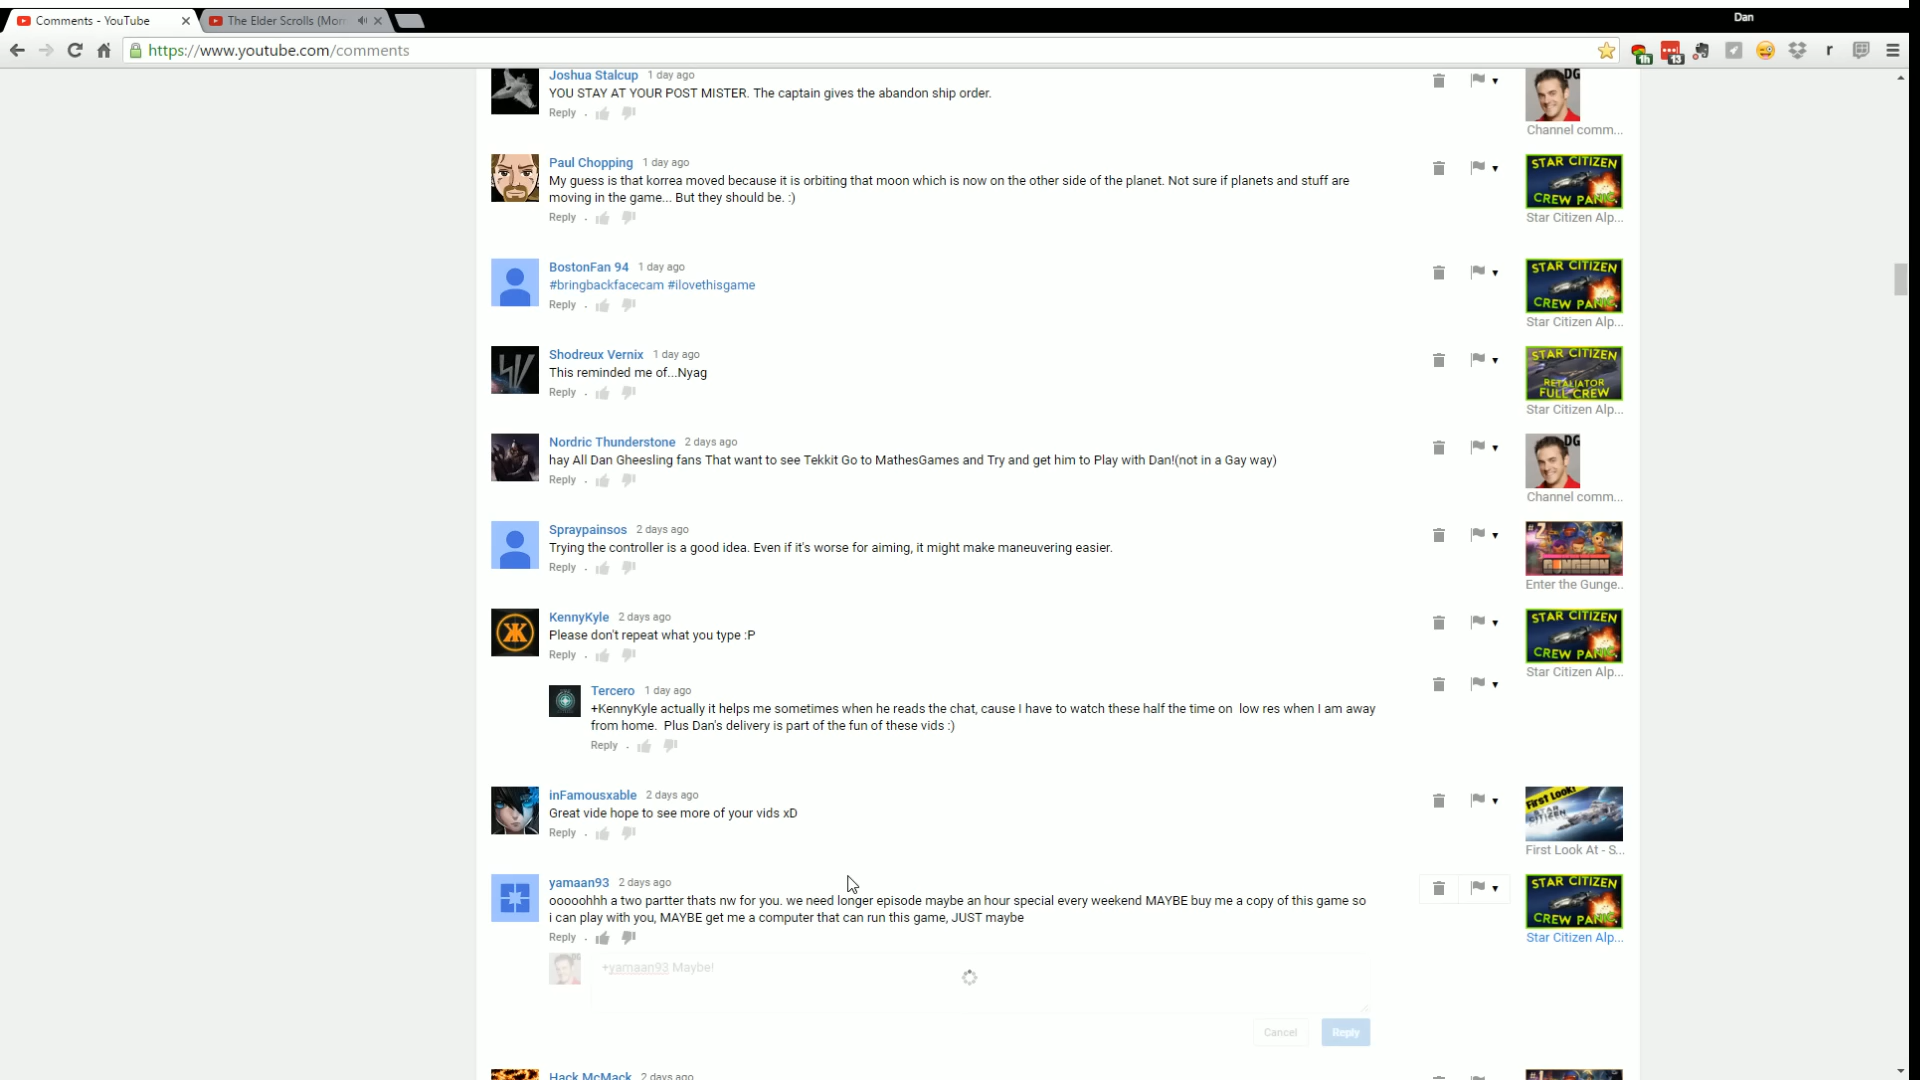 Dan
Comments - YouTube
The Elder Scrolls (Mor
https://www.youtube.com/comments
1h
13
Joshua Stalcup 1 day ago
YOU STAY AT YOUR POST MISTER. The captain gives the abandon ship order.
Reply
DG
Channel comm...
Paul Chopping 1 day ago
My guess is that korrea moved because it is orbiting that moon which is now on the other side of the planet. Not sure if planets and stuff are
moving in the game... But they should be. :)
Reply
STAR CITIZEN
CREW PANIC
Star Citizen Alp...
BostonFan 94 1 day ago
#bringbackfacecam #ilovethisgame
Reply
STAR CITIZEN
CREW PANIC
Star Citizen Alp...
Shodreux Vernix 1 day ago
This reminded me of...Nyag
Reply
STAR CITIZEN
RETALIATOR
FULL CREW
Star Citizen Alp...
Nordric Thunderstone 2 days ago
hay All Dan Gheesling fans That want to see Tekkit Go to MathesGames and Try and get him to Play with Dan!(not in a Gay way)
Reply
DG
Channel comm...
Spraypainsos 2 days ago
Trying the controller is a good idea. Even if it's worse for aiming, it might make maneuvering easier.
Reply
GUNGEON
Enter the Gunge..
KennyKyle 2 days ago
Please don't repeat what you type :P
Reply
STAR CITIZEN
CREW PANIC
Star Citizen Alp...
Tercero 1 day ago
+KennyKyle actually it helps me sometimes when he reads the chat, cause I have to watch these half the time on low res when I am away
from home. Plus Dan's delivery is part of the fun of these vids :)
Reply
inFamousxable 2 days ago
Great vide hope to see more of your vids xD
Reply
First Look!
STAR
CITIZEN
First Look At - S...
yamaan93 2 days ago
ooooohhh a two partter thats nw for you. we need longer episode maybe an hour special every weekend MAYBE buy me a copy of this game so
i can play with you, MAYBE get me a computer that can run this game, JUST maybe
Reply
STAR CITIZEN
CREW PANIC
Star Citizen Alp...
+yamaan93 Maybe!
Cancel
Reply
Hack McMack 2 days ago